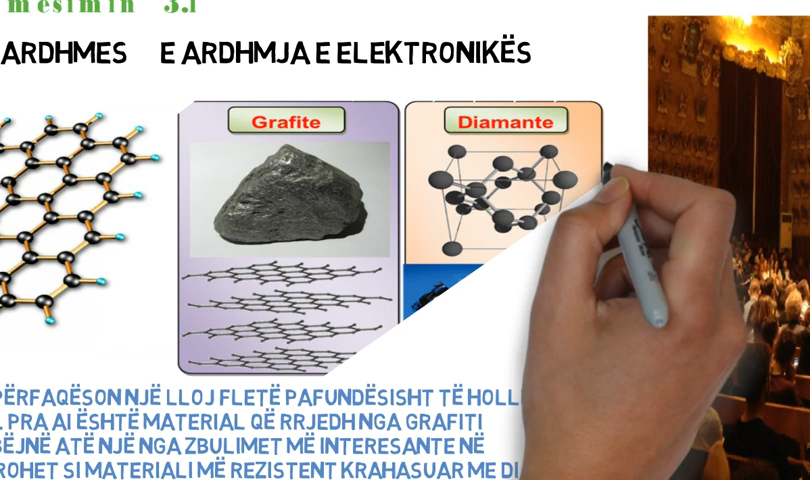 mësimin 3.1
ARDHMES E ARDHMJA E ELEKTRONIKËS
Grafite
Diamante
PËRFAQËSON NJË LLOJ FLETË PAFUNDËSISHT TË HOLL
PRA AI ËSHTË MATERIAL QË RRJEDH NGA GRAFITI
BËJNË ATË NJË NGA ZBULIMET MË INTERESANTE NË
ROHET SI MATERIALI MË REZISTENT KRAHASUAR ME DI